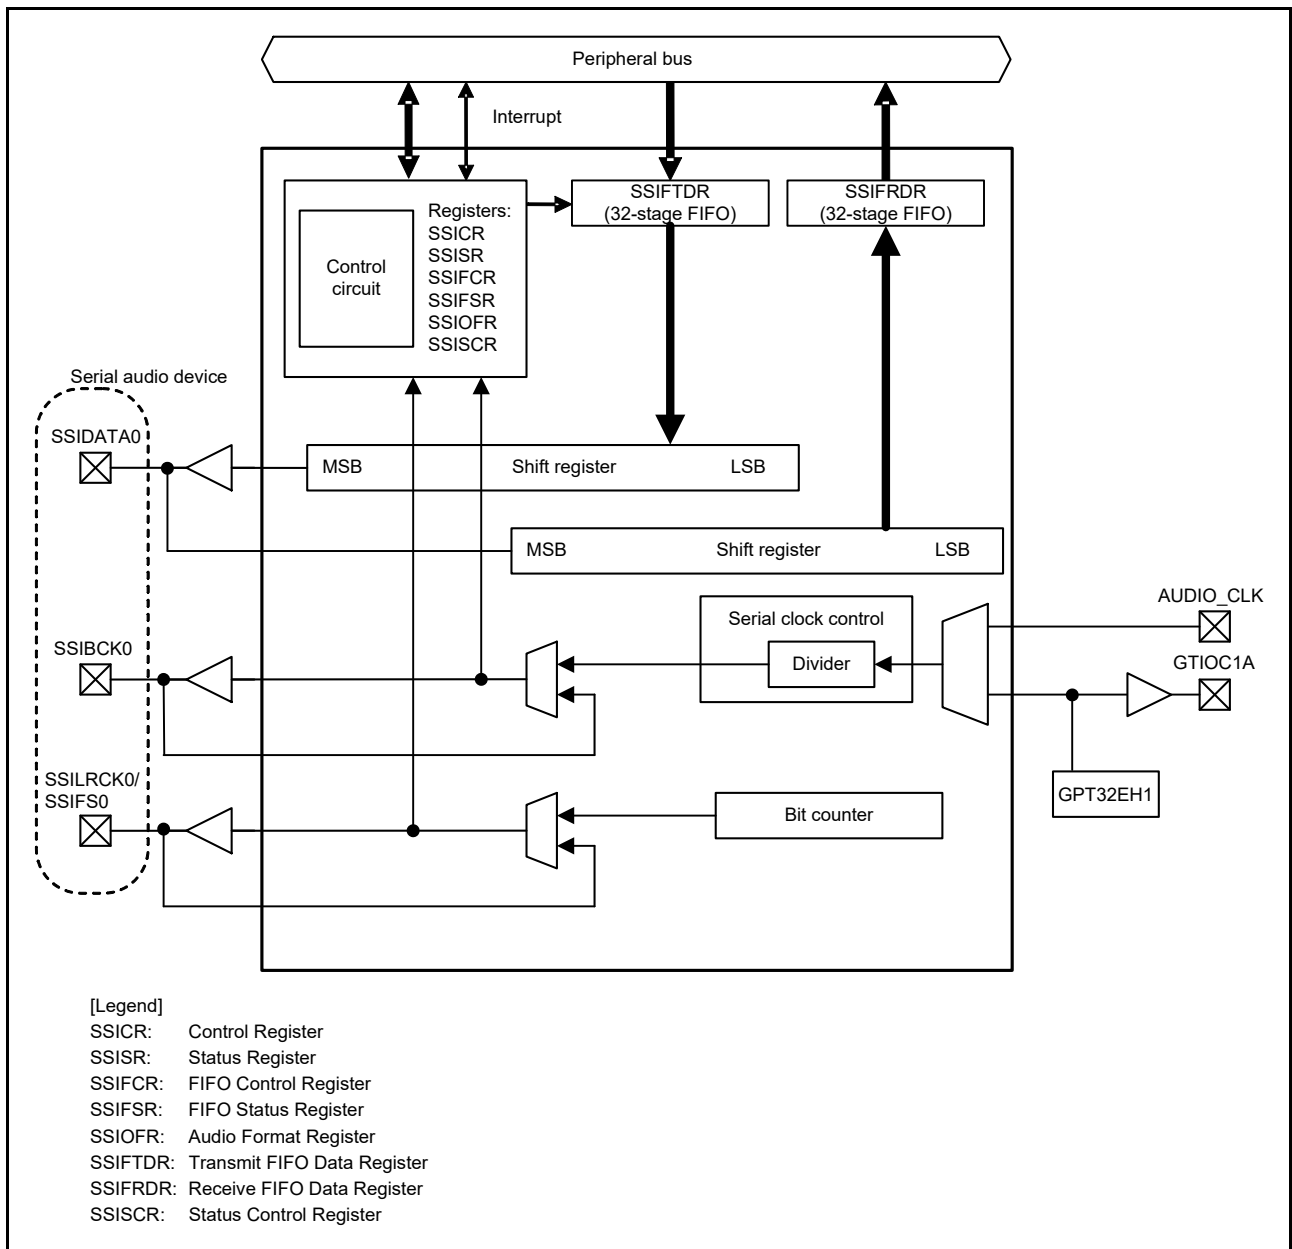 Peripheral bus
Interrupt
SSIFTDR
(32-stage FIFO)
SSIFRDR
(32-stage FIFO)
Control
circuit
Registers:
SSICR
SSISR
SSIFCR
SSIFSR
SSIOFR
SSISCR
Serial audio device
SSIDATA0
MSB Shift register LSB
MSB Shift register LSB
SSIBCK0
Serial clock control
Divider
AUDIO_CLK
GTIOC1A
GPT32EH1
SSILRCK0/
SSIFS0
Bit counter
[Legend]
SSICR: Control Register
SSISR: Status Register
SSIFCR: FIFO Control Register
SSIFSR: FIFO Status Register
SSIOFR: Audio Format Register
SSIFTDR: Transmit FIFO Data Register
SSIFRDR: Receive FIFO Data Register
SSISCR: Status Control Register